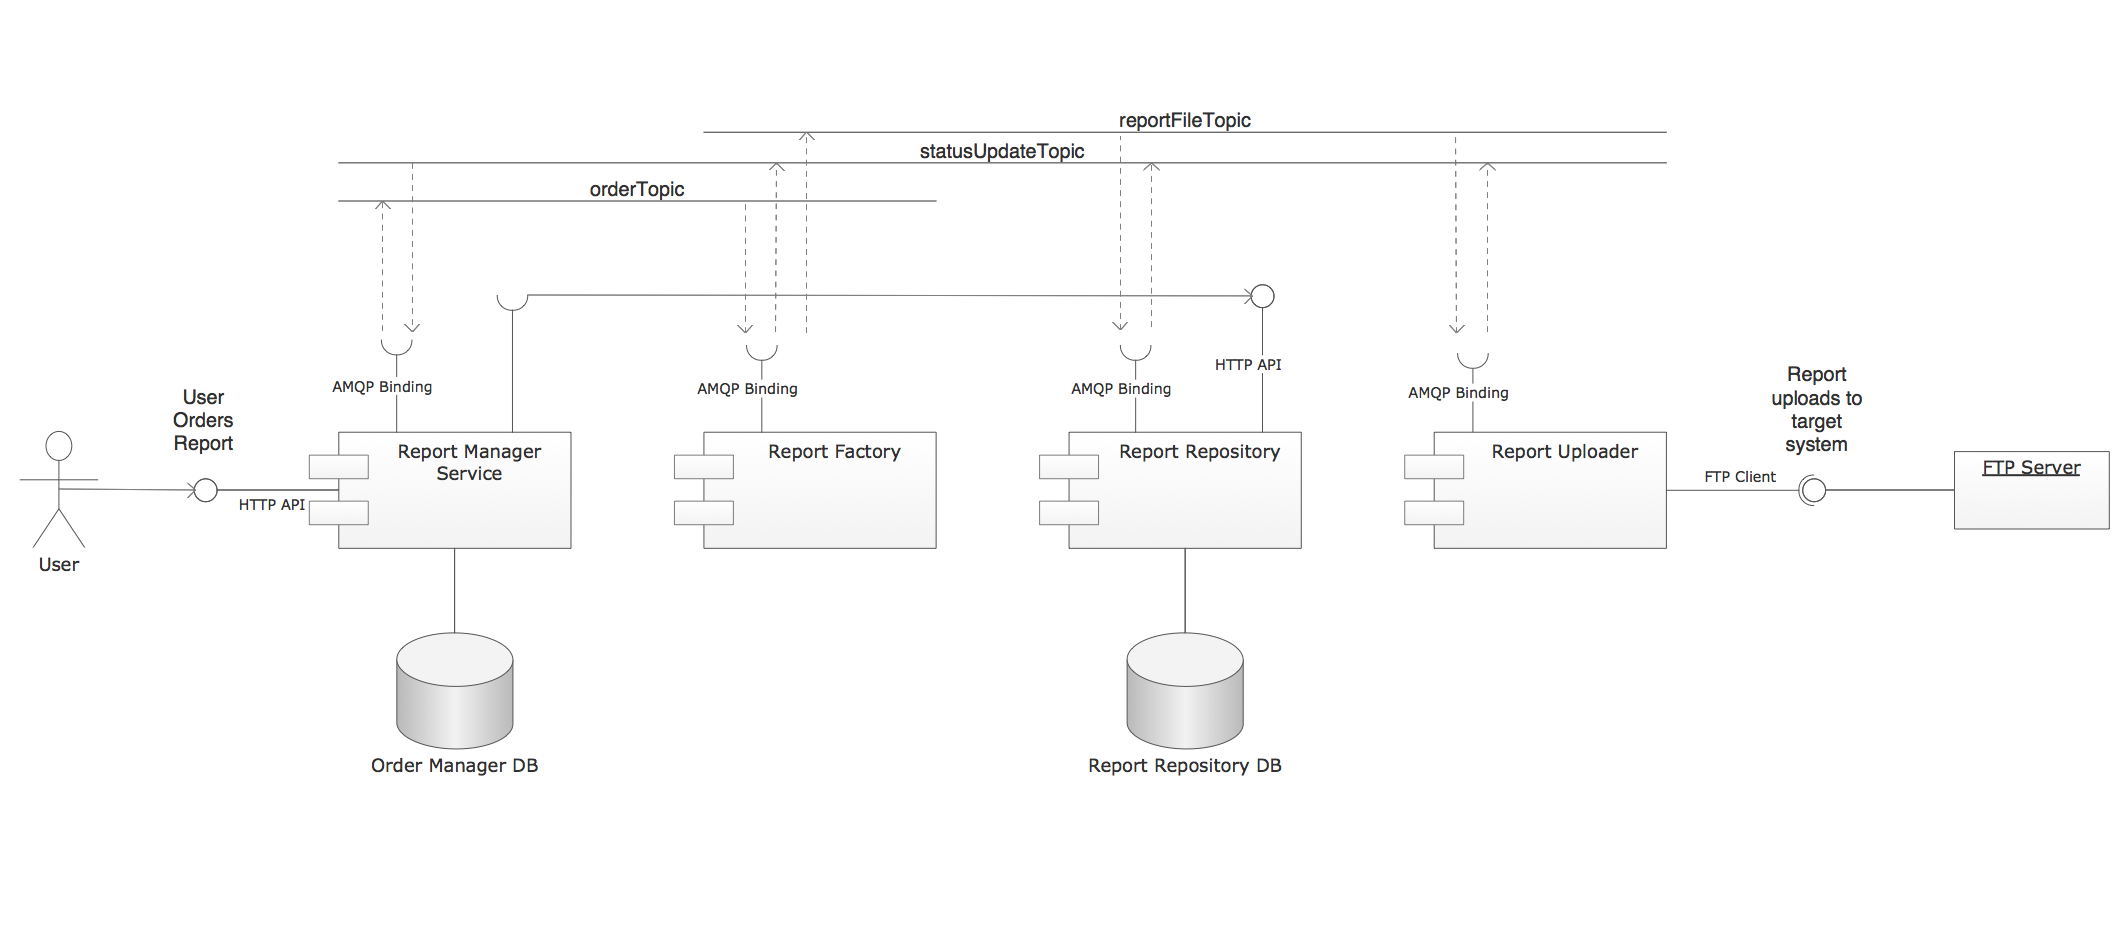 reportFileTopic
statusUpdateTopic
orderTopic
HTTP API
AMQP Binding
AMQP Binding
AMQP Binding
AMQP Binding
User
Orders
Report
Report
uploads to
target
system
Report Manager
Service
Report Factory
Report Repository
Report Uploader
FTP Server
FTP Client
HTTP API
User
Order Manager DB
Report Repository DB